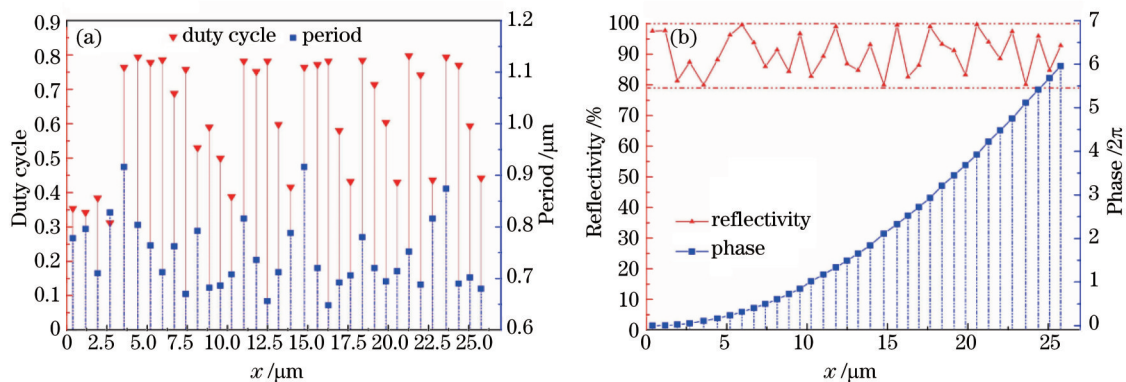 (a)
duty cycle
period
Duty cycle
0.9
0.8
0.7
0.6
0.5
0.4
0.3
0.2
0.1
0
1.2
1.1
1.0
0.9
0.8
0.7
0.6
Period /μm
0 2.5 5.0 7.5 10.0 12.5 15.0 17.5 19.0 22.5 25.0
x /μm
(b)
reflectivity
phase
Reflectivity /%
100
90
80
70
60
50
40
30
20
10
0
7
6
5
4
3
2
1
0
Phase /2π
0 5 10 15 20 25
x /μm